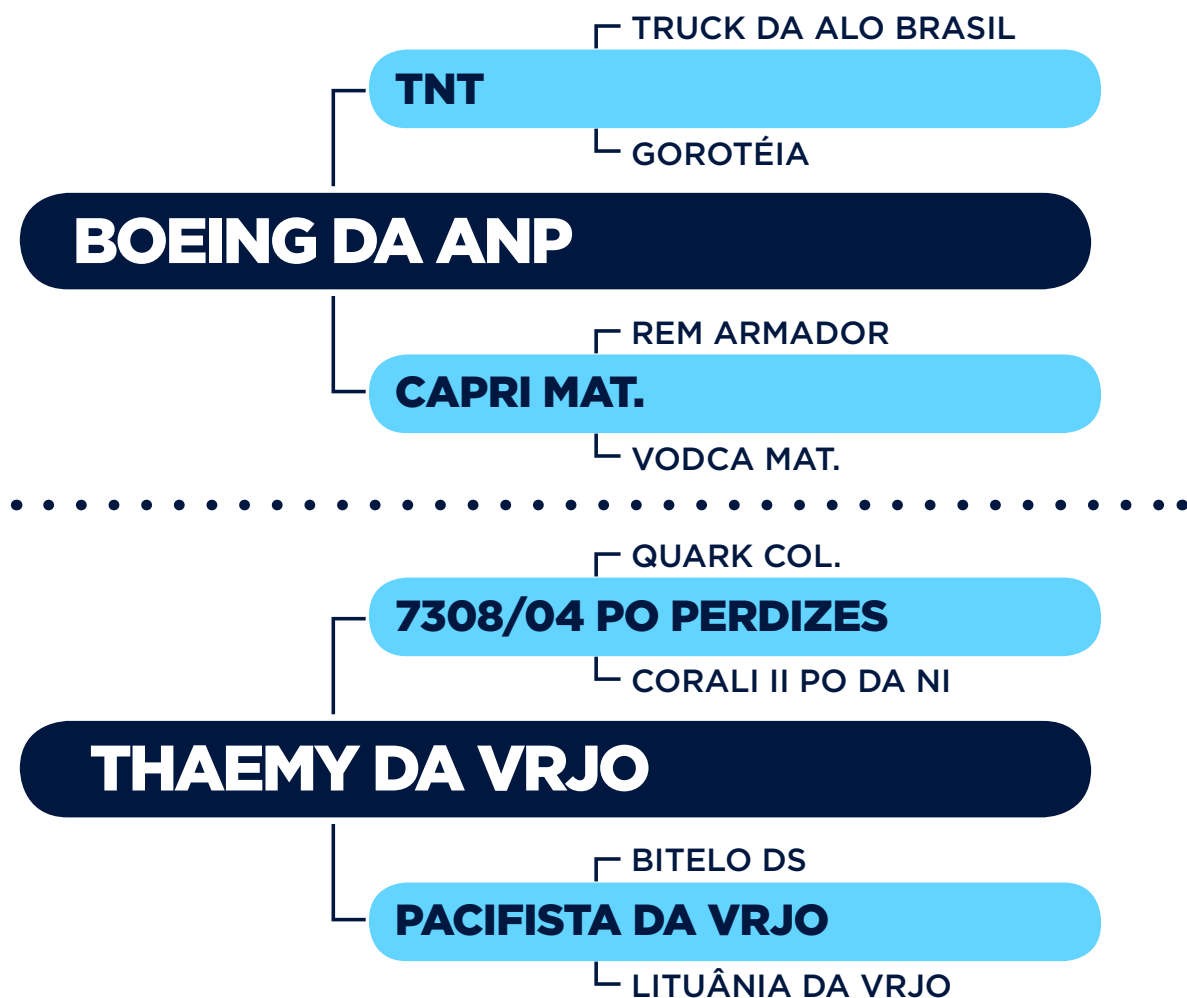 TRUCK DA ALO BRASIL
TNT
GOROTÉIA
BOEING DA ANP
REM ARMADOR
CAPRI MAT.
VODCA MAT.
QUARK COL.
7308/04 PO PERDIZES
CORALI II PO DA NI
THAEMY DA VRJO
BITELO DS
PACIFISTA DA VRJO
LITUÂNIA DA VRJO